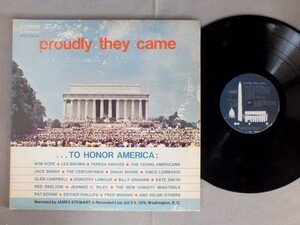 proudly they came
. . . TO HONOR AMERICA:
BOB HOPE ★ LES BROWN ★ TERESA GRAVES ★ THE YOUNG AMERICANS
JACK BENNY ★ THE CENTURYMEN ★ DINAH SHORE ★ VINCE LOMBARDI
GLEN CAMPBELL ★ DOROTHY LAMOUR ★ BILLY GRAHAM ★ KATE SMITH
RED SKELTON ★ JEANNIE C. RILEY ★ THE NEW CHRISTY MINSTRELS
PAT BOONE ★ ESTHER PHILLIPS ★ FRED WARING ★ AND 400,000 OTHERS
Narrated by JAMES STEWART ★ Recorded Live JULY 4, 1970, Washington, D.C.